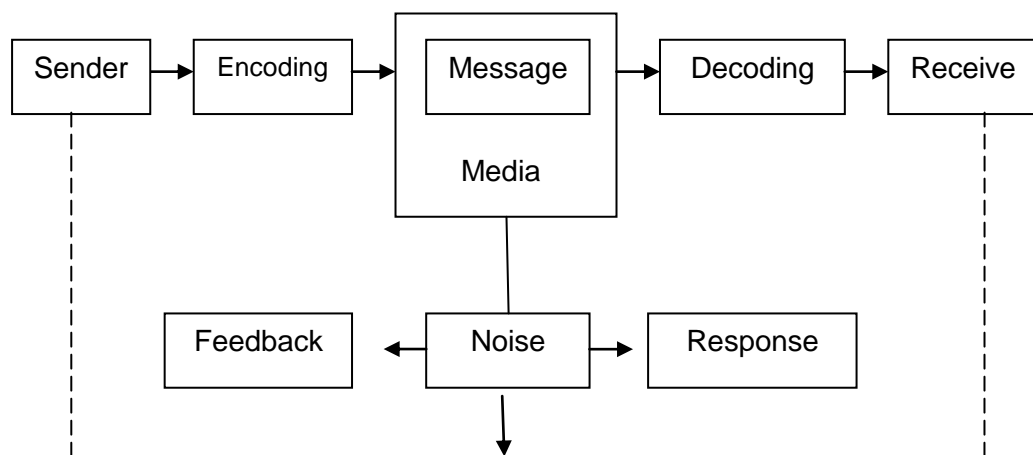 Sender
Encoding
Message
Decoding
Receive
Media
Feedback
Noise
Response